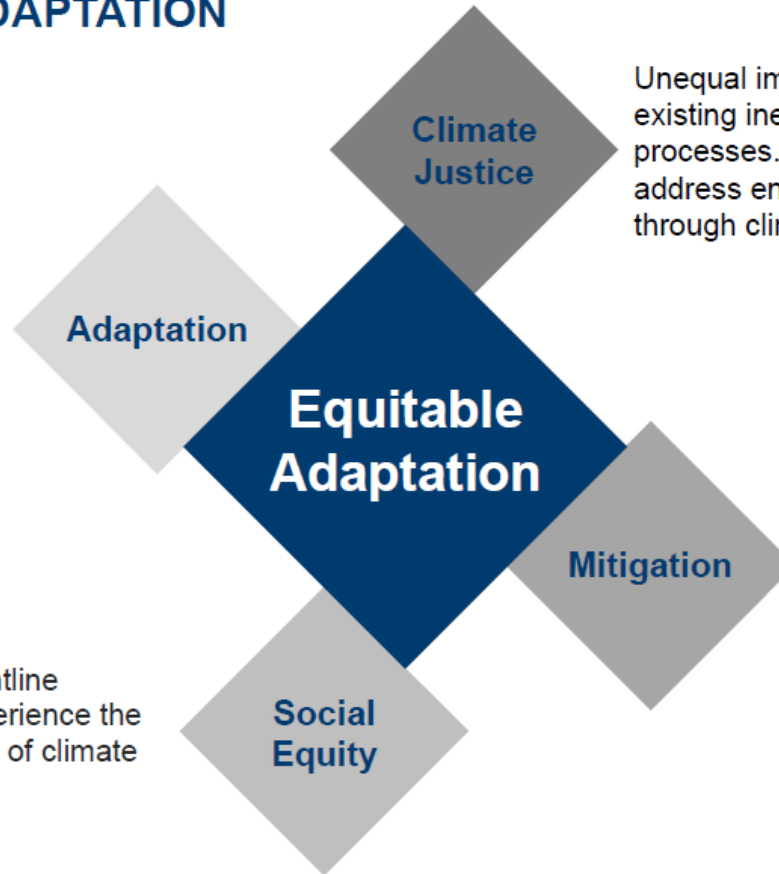 DAPTATION
Climate
Justice
Unequal im
existing ine
processes.
address en
through clin
Adaptation
Equitable
Adaptation
Mitigation
Social
Equity
tline
erience the
of climate